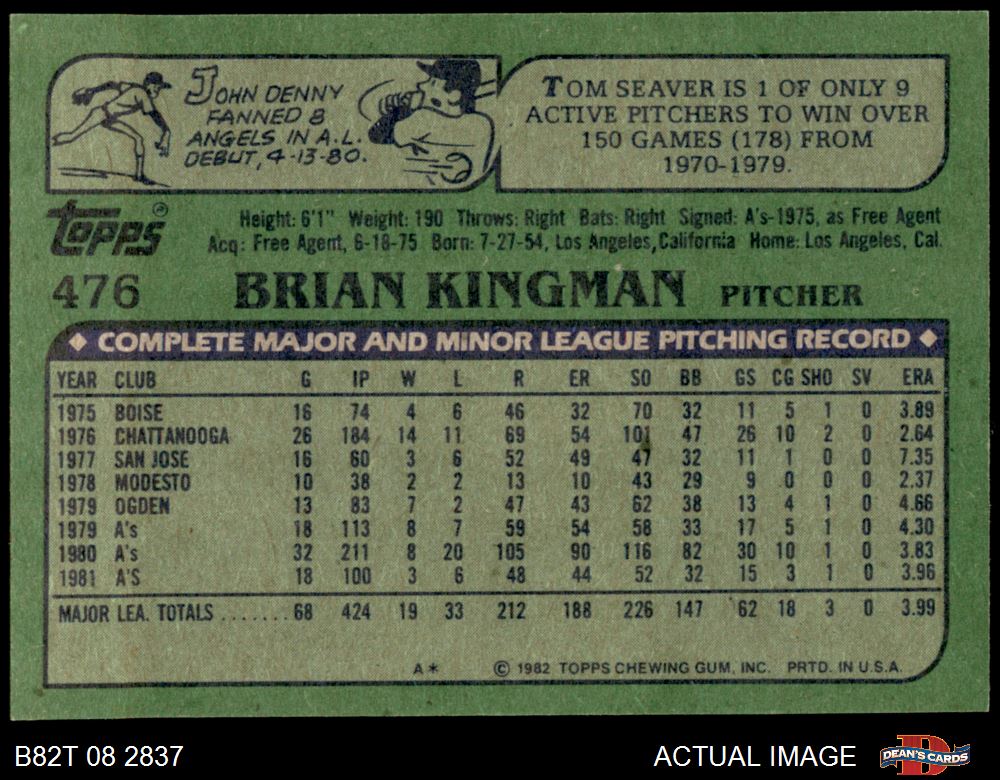 JOHN DENNY
FANNED 8
ANGELS IN A.L.
DEBUT, 4-13-80.
TOM SEAVER IS 1 OF ONLY 9
ACTIVE PITCHERS TO WIN OVER
150 GAMES (178) FROM
1970-1979.
TOPPS®
Height: 6'1" Weight: 190 Throws: Right Bats: Right Signed: A's-1975, as Free Agent
Acq: Free Agent, 6-18-75 Born: 7-27-54, Los Angeles, California Home: Los Angeles, Cal.
476 BRIAN KINGMAN PITCHER
COMPLETE MAJOR AND MINOR LEAGUE PITCHING RECORD
YEAR CLUB G IP W L R ER SO BB GS CG SHO SV ERA
1975 BOISE 16 74 4 6 46 32 70 32 11 5 1 0 3.89
1976 CHATTANOOGA 26 184 14 11 69 54 101 47 26 10 2 0 2.64
1977 SAN JOSE 16 60 3 6 52 49 47 32 11 1 0 0 7.35
1978 MODESTO 10 38 2 2 13 10 43 29 9 0 0 0 2.37
1979 OGDEN 13 83 7 2 47 43 62 38 13 4 1 0 4.66
1979 A's 18 113 8 7 59 54 58 33 17 5 1 0 4.30
1980 A's 32 211 8 20 105 90 116 82 30 10 1 0 3.83
1981 A'S 18 100 3 6 48 44 52 32 15 3 1 0 3.96
MAJOR LEA. TOTALS ....... 68 424 19 33 212 188 226 147 62 18 3 0 3.99
A* © 1982 TOPPS CHEWING GUM, INC. PRTD. IN U.S.A.
B82T 08 2837 ACTUAL IMAGE DEAN'S CARDS